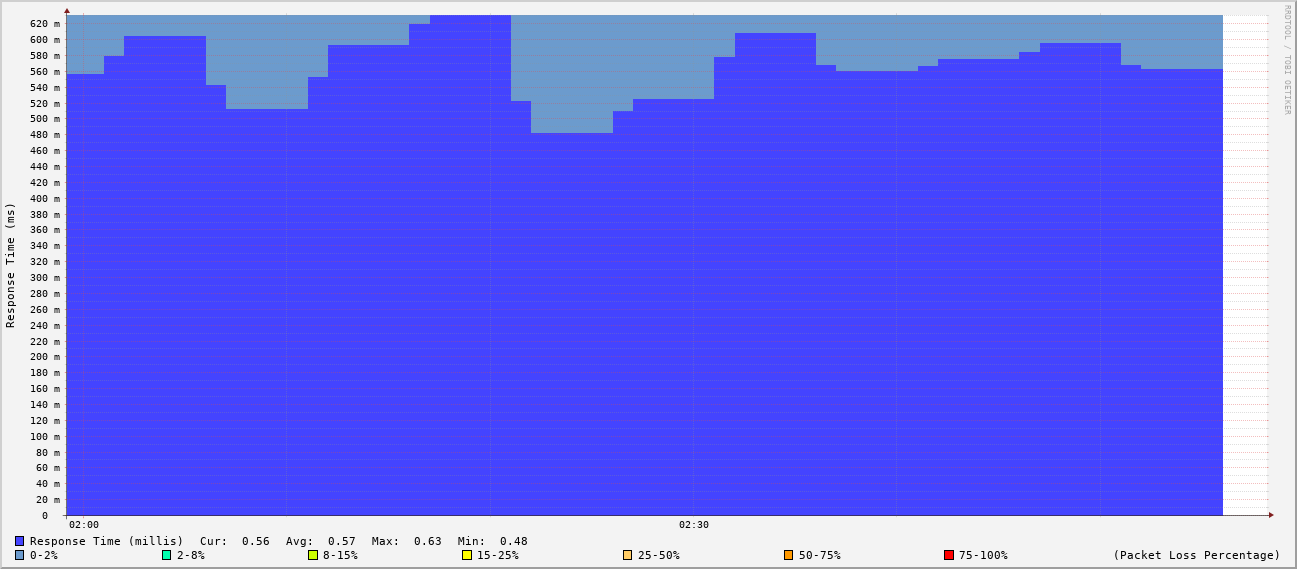 RRDTOOL / TOBI OETIKER
Response Time (ms)
620 m
600 m
580 m
560 m
540 m
520 m
500 m
480 m
460 m
440 m
420 m
400 m
380 m
360 m
340 m
320 m
300 m
280 m
260 m
240 m
220 m
200 m
180 m
160 m
140 m
120 m
100 m
80 m
60 m
40 m
20 m
0
02:00 02:30
Response Time (millis) Cur: 0.56 Avg: 0.57 Max: 0.63 Min: 0.48
0-2% 2-8% 8-15% 15-25% 25-50% 50-75% 75-100% (Packet Loss Percentage)